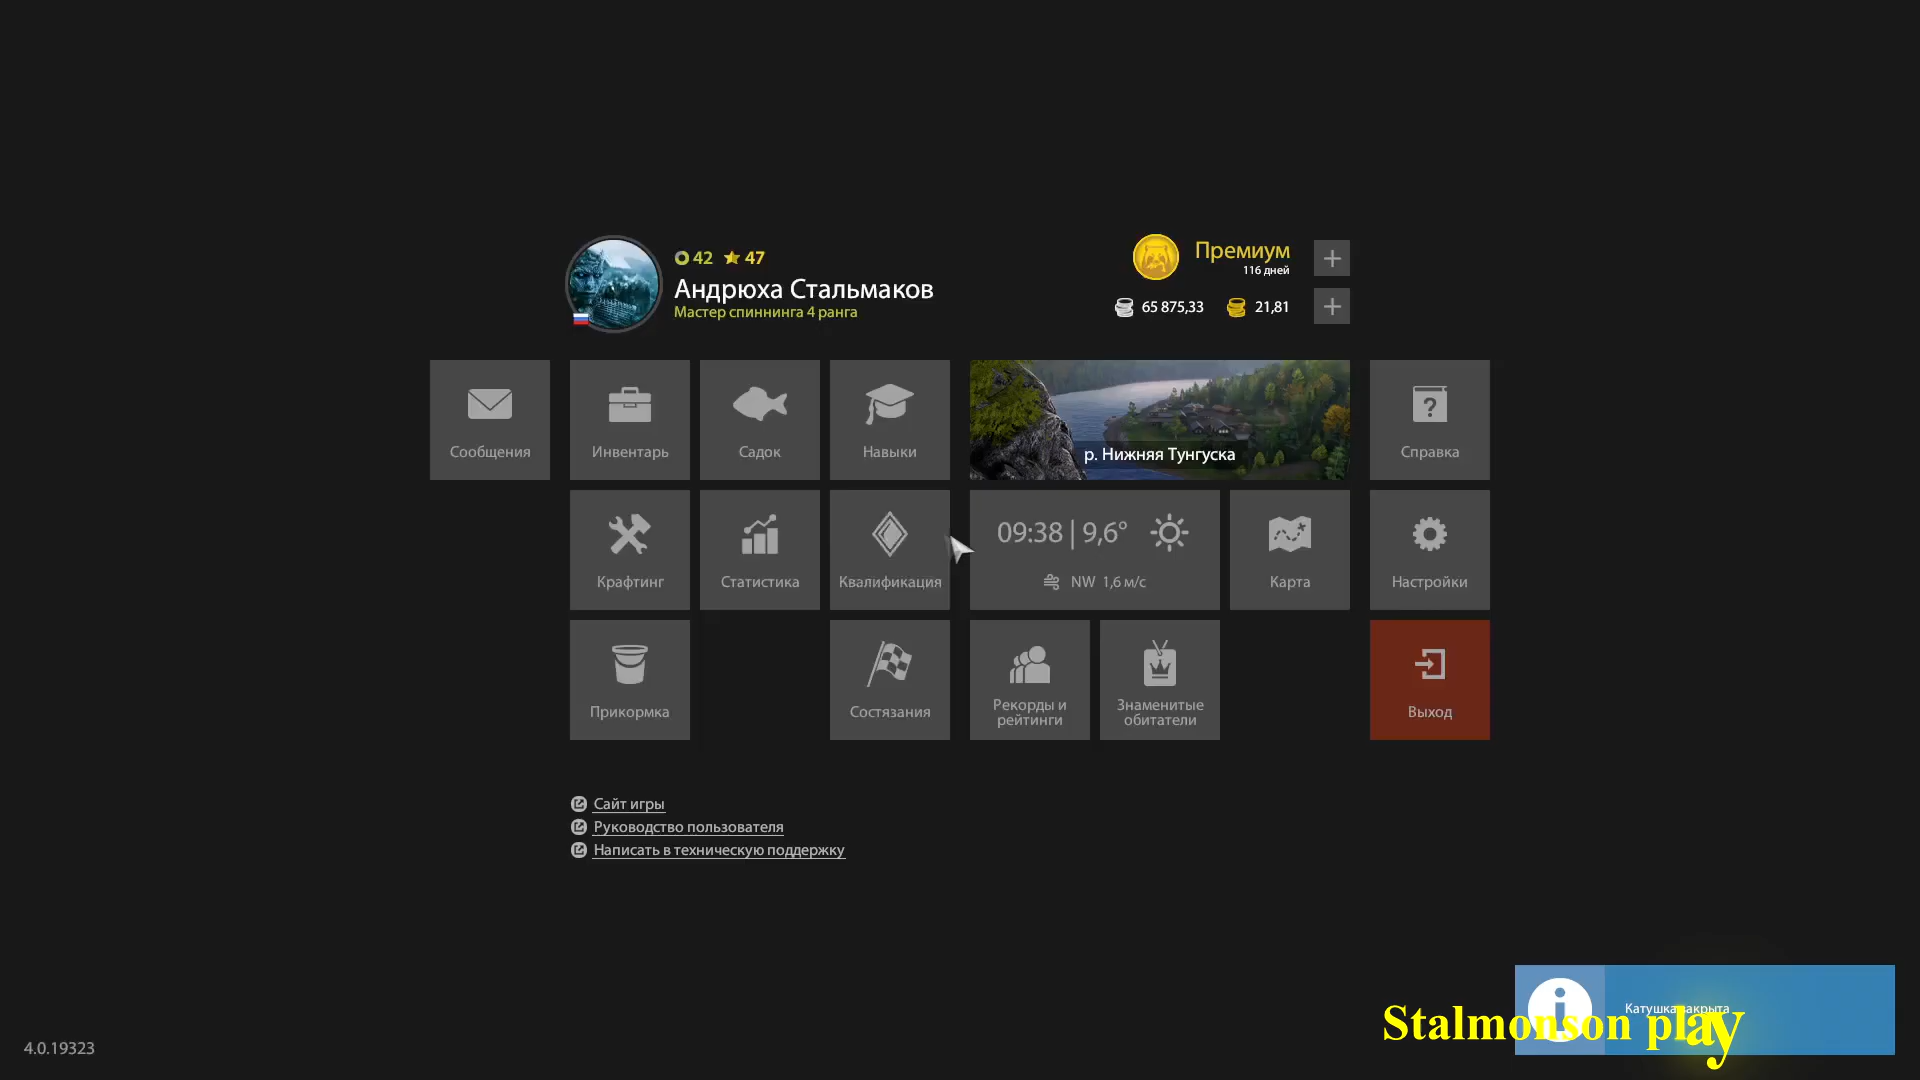 42 47
Андрюха Стальмаков
Мастер спиннинга 4 ранга
Премиум
116 дней
65 875,33 21,81
Сообщения
Инвентарь
Садок
Навыки
р. Нижняя Тунгуска
Справка
Крафтинг
Статистика
Квалификация
09:38 | 9,6°
NW 1,6 м/с
Карта
Настройки
Прикормка
Состязания
Рекорды и
рейтинги
Знаменитые
обитатели
Выход
Сайт игры
Руководство пользователя
Написать в техническую поддержку
Катушка закрыта
Stalmonson play
4.0.19323